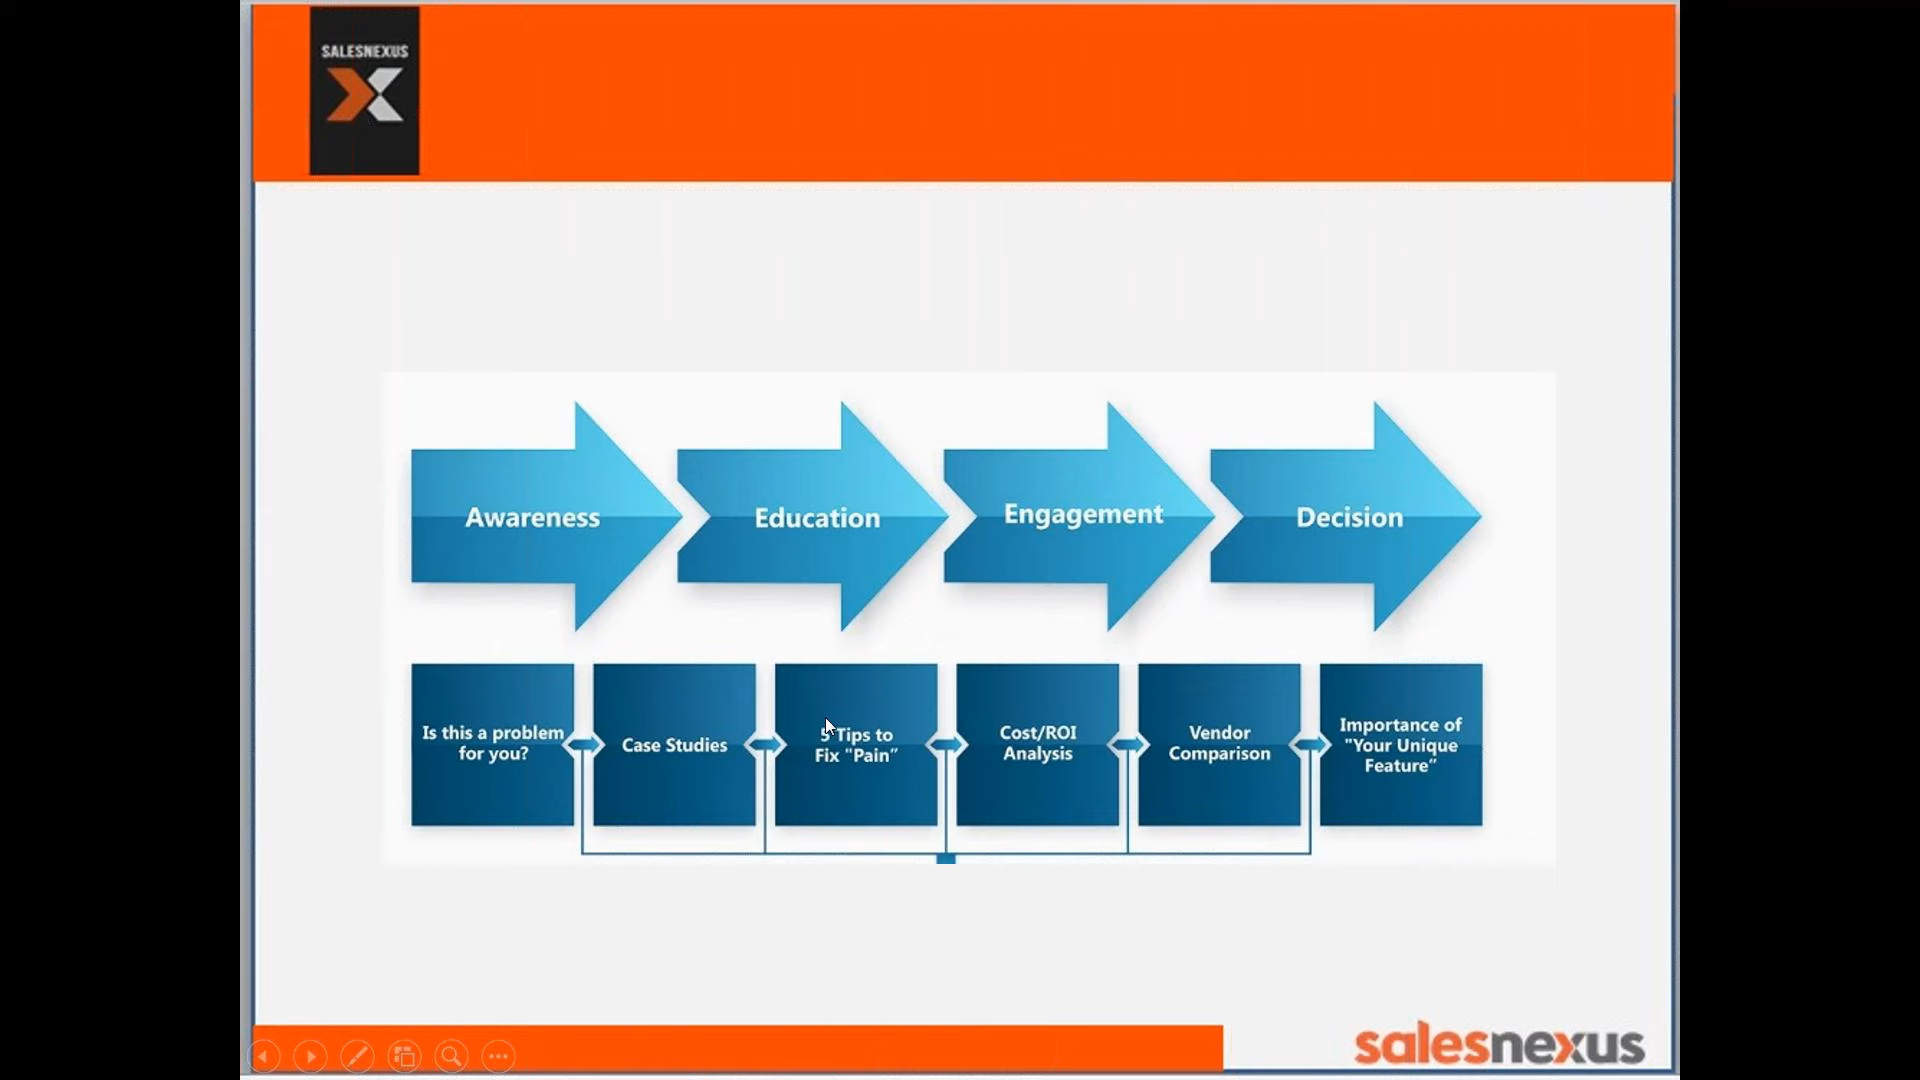 SALESNEXUS
Awareness
Education
Engagement
Decision
Is this a problem
for you?
Case Studies
5 Tips to
Fix "Pain”
Cost/ROI
Analysis
Vendor
Comparison
Importance of
"Your Unique
Feature”
salesnexus